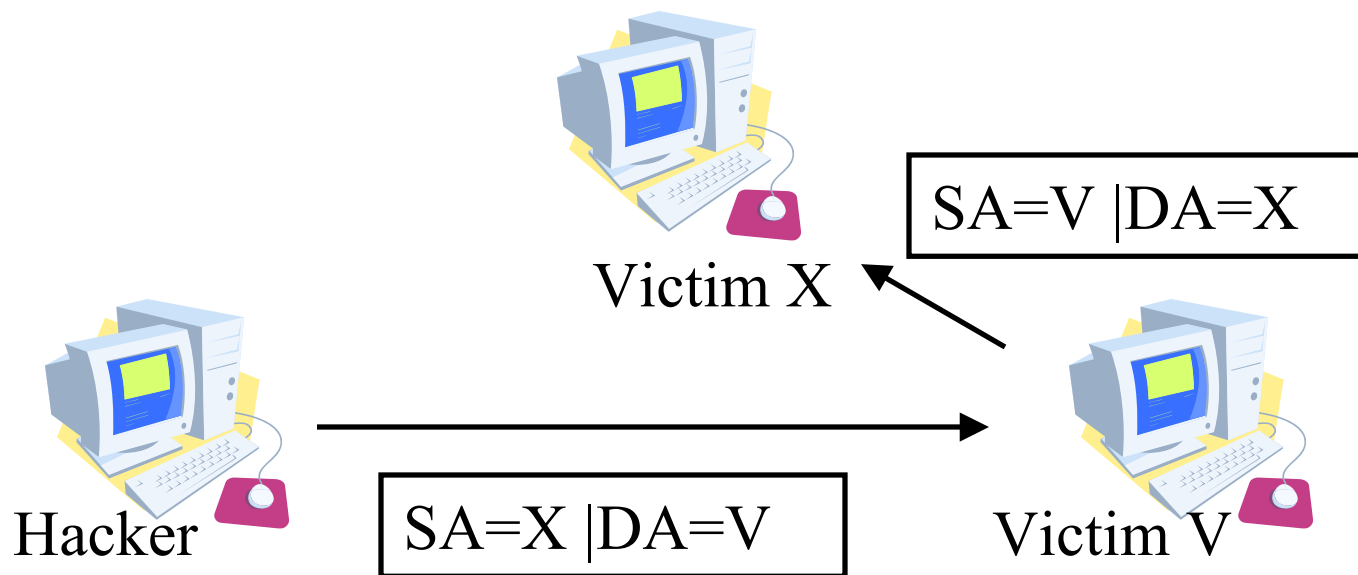 SA=V |DA=X
Victim X
Hacker
SA=X |DA=V
Victim V